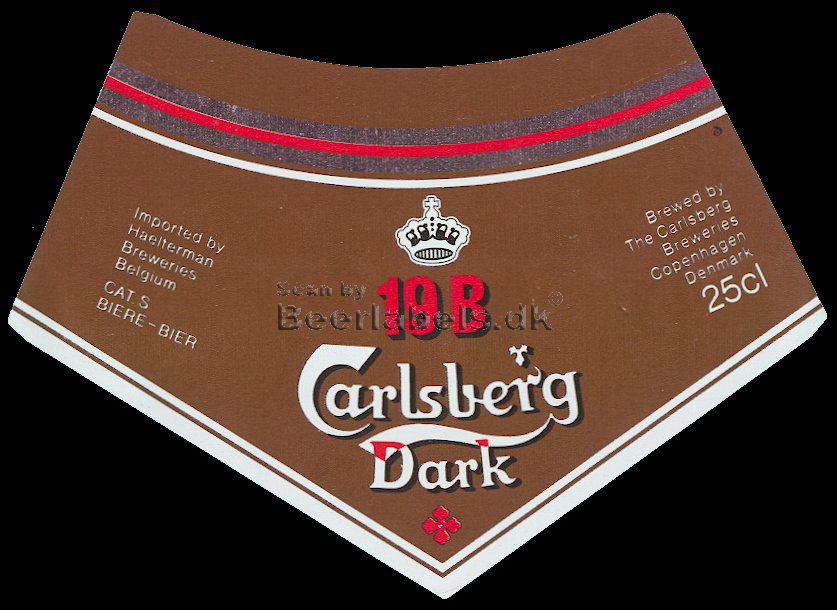 Imported by
Haelterman
Breweries
Belgium
CAT. S
BIERE - BIER
Scan by
Beerlabels.dk ©
19 B
Carlsberg
Dark
Brewed by
The Carlsberg
Breweries
Copenhagen
Denmark
25cl